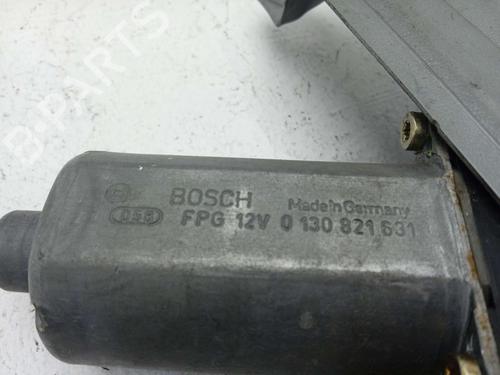 B-PARTS
BOSCH Made in Germany
FPG 12V 0 130 821 631